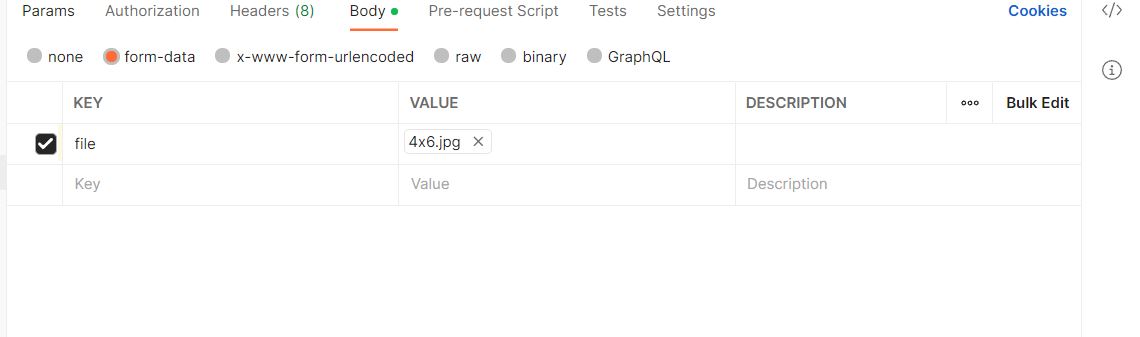 Params Authorization Headers (8) Body Pre-request Script Tests Settings Cookies
none form-data x-www-form-urlencoded raw binary GraphQL
KEY VALUE DESCRIPTION Bulk Edit
file 4x6.jpg
Key Value Description